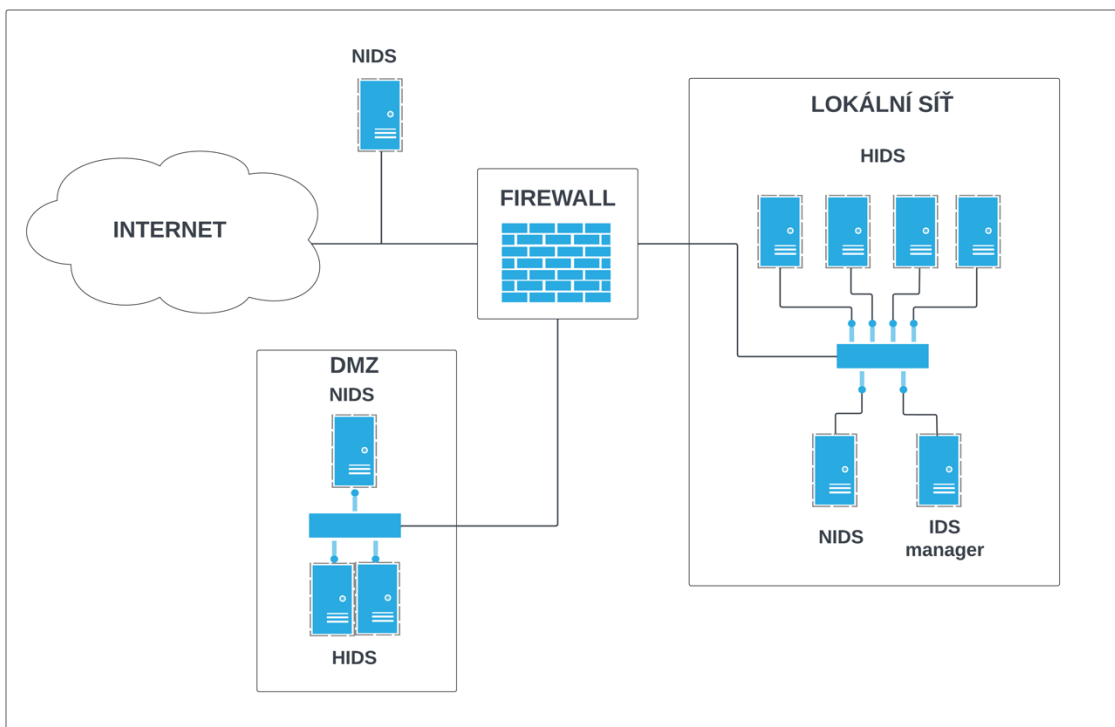 NIDS
INTERNET
FIREWALL
LOKÁLNÍ SÍŤ
HIDS
NIDS
IDS
manager
DMZ
NIDS
HIDS